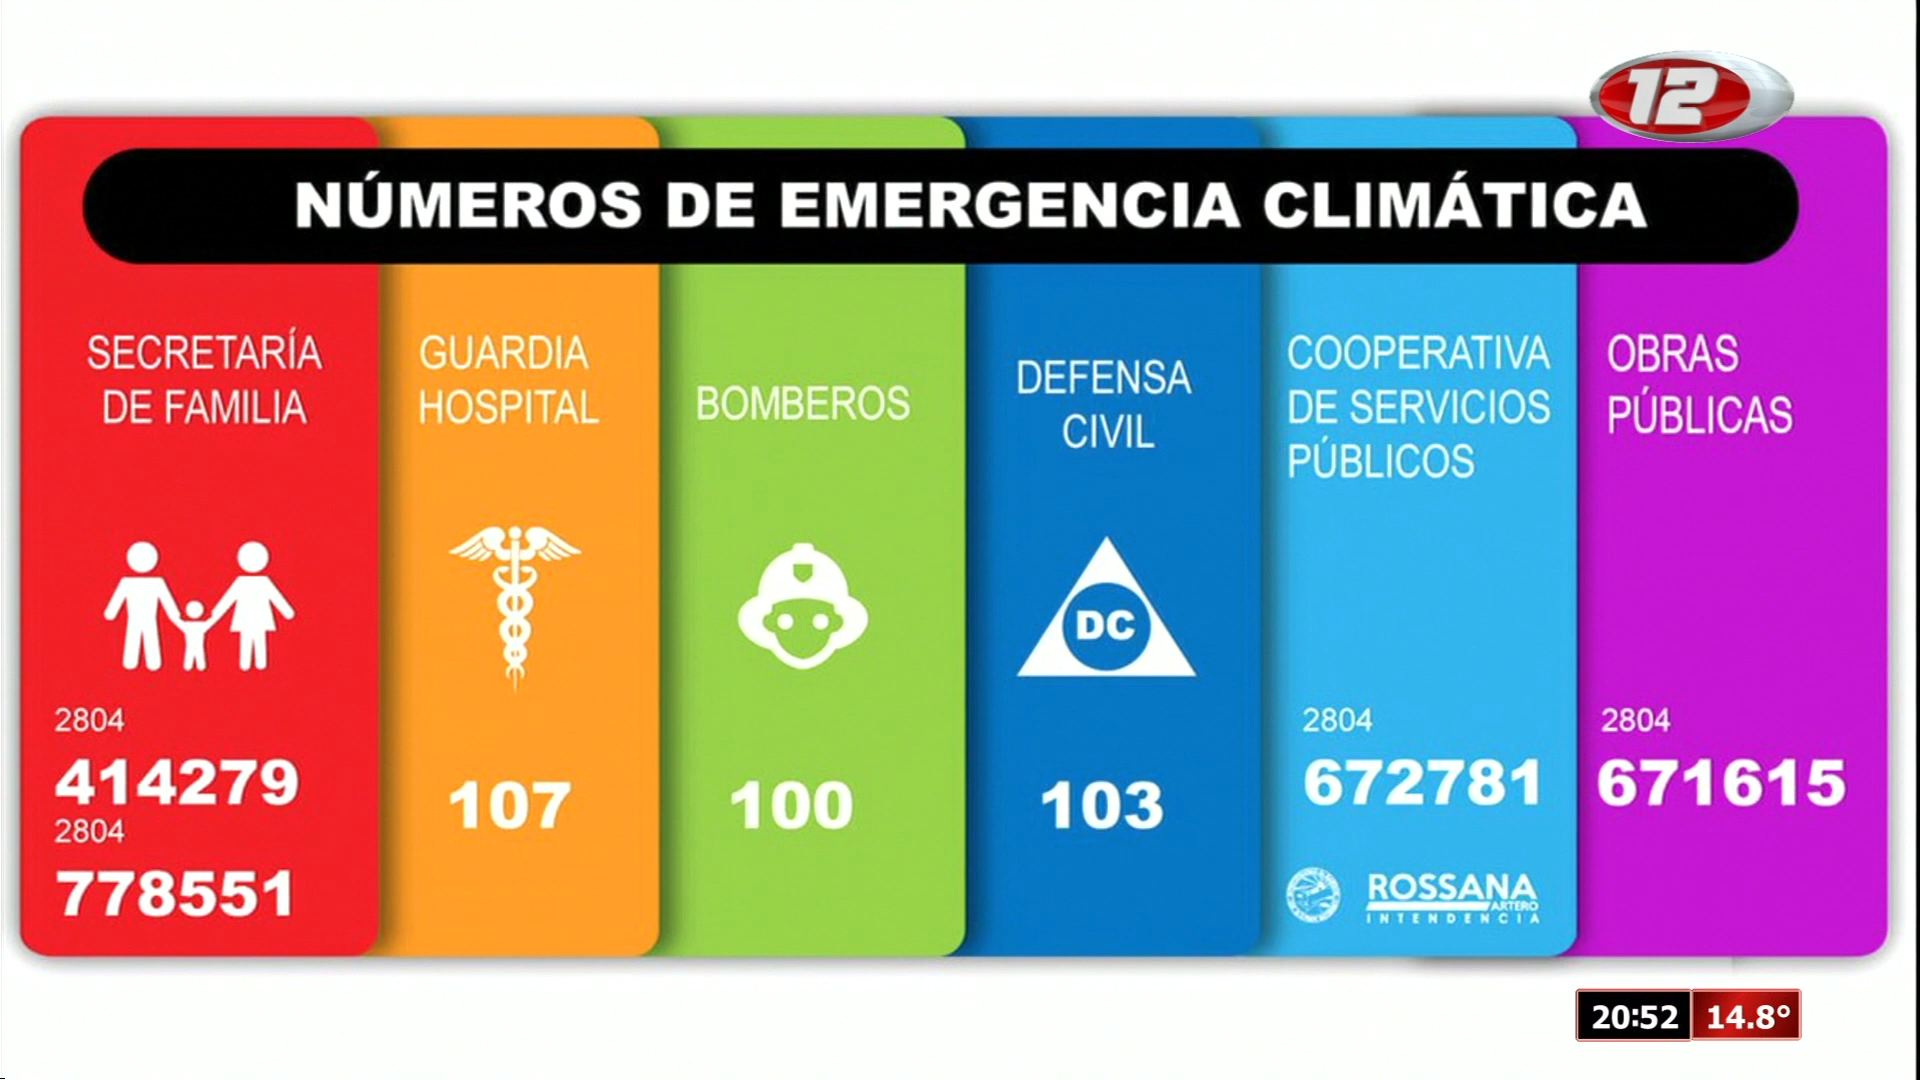 12
NÚMEROS DE EMERGENCIA CLIMÁTICA
SECRETARÍA
DE FAMILIA
2804
414279
2804
778551
GUARDIA
HOSPITAL
107
BOMBEROS
100
DEFENSA
CIVIL
DC
103
COOPERATIVA
DE SERVICIOS
PÚBLICOS
2804
672781
ROSSANA
ARTERO
INTENDENCIA
OBRAS
PÚBLICAS
2804
671615
20:52 14.8°